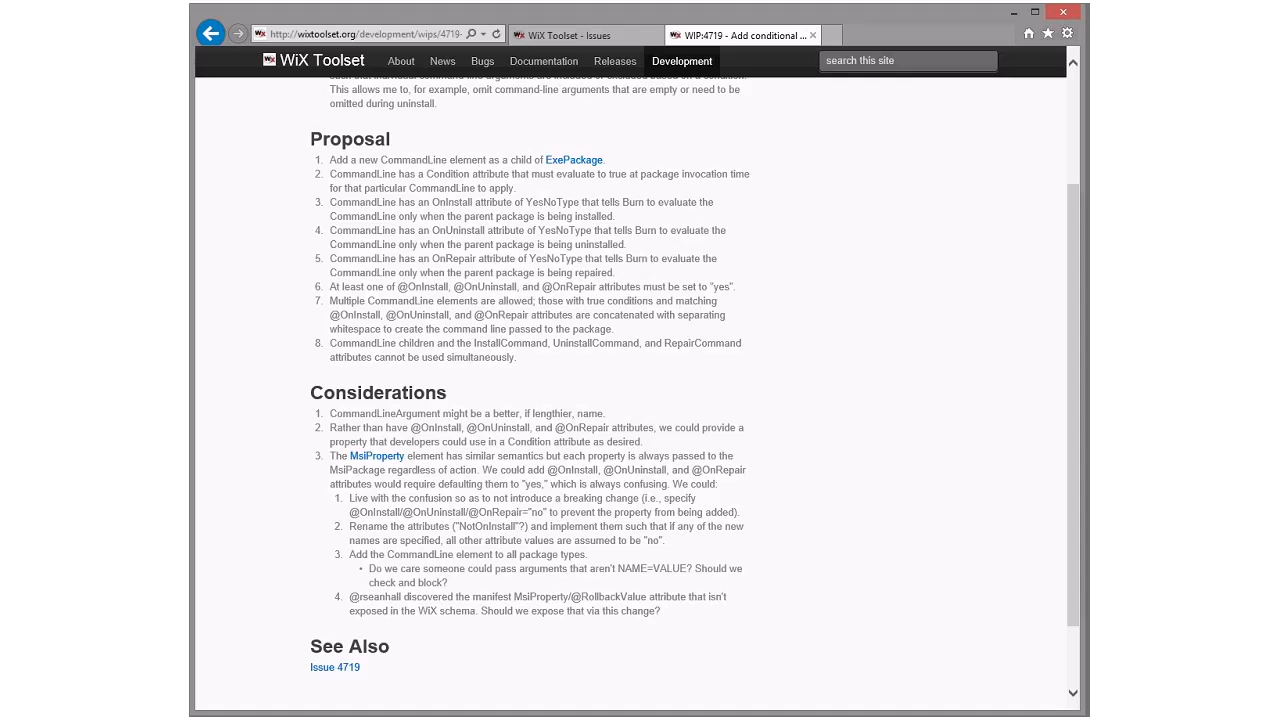 http://wixtoolset.org/development/wips/4719-
WiX Toolset - Issues
WIP:4719 - Add conditional ...
WiX Toolset
About
News
Bugs
Documentation
Releases
Development
search this site
This allows me to, for example, omit command-line arguments that are empty or need to be
omitted during uninstall.
Proposal
1. Add a new CommandLine element as a child of ExePackage.
2. CommandLine has a Condition attribute that must evaluate to true at package invocation time
for that particular CommandLine to apply.
3. CommandLine has an OnInstall attribute of YesNoType that tells Burn to evaluate the
CommandLine only when the parent package is being installed.
4. CommandLine has an OnUninstall attribute of YesNoType that tells Burn to evaluate the
CommandLine only when the parent package is being uninstalled.
5. CommandLine has an OnRepair attribute of YesNoType that tells Burn to evaluate the
CommandLine only when the parent package is being repaired.
6. At least one of @OnInstall, @OnUninstall, and @OnRepair attributes must be set to "yes".
7. Multiple CommandLine elements are allowed; those with true conditions and matching
@OnInstall, @OnUninstall, and @OnRepair attributes are concatenated with separating
whitespace to create the command line passed to the package.
8. CommandLine children and the InstallCommand, UninstallCommand, and RepairCommand
attributes cannot be used simultaneously.
Considerations
1. CommandLineArgument might be a better, if lengthier, name.
2. Rather than have @OnInstall, @OnUninstall, and @OnRepair attributes, we could provide a
property that developers could use in a Condition attribute as desired.
3. The MsiProperty element has similar semantics but each property is always passed to the
MsiPackage regardless of action. We could add @OnInstall, @OnUninstall, and @OnRepair
attributes would require defaulting them to "yes," which is always confusing. We could:
1. Live with the confusion so as to not introduce a breaking change (i.e., specify
@OnInstall/@OnUninstall/@OnRepair="no" to prevent the property from being added).
2. Rename the attributes ("NotOnInstall"?) and implement them such that if any of the new
names are specified, all other attribute values are assumed to be "no".
3. Add the CommandLine element to all package types.
• Do we care someone could pass arguments that aren't NAME=VALUE? Should we
check and block?
4. @rseanhall discovered the manifest MsiProperty/@RollbackValue attribute that isn't
exposed in the WiX schema. Should we expose that via this change?
See Also
Issue 4719